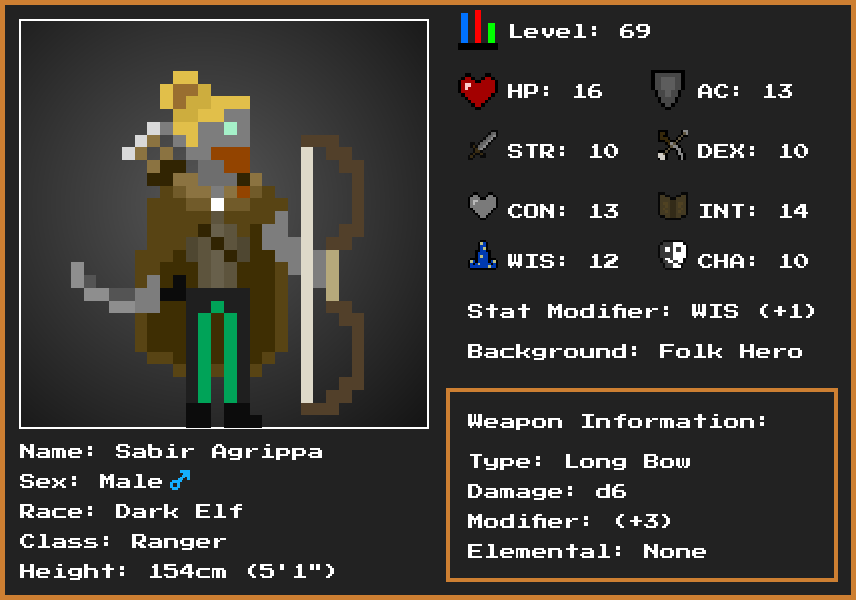 Level: 69
HP: 16 AC: 13
STR: 10 DEX: 10
CON: 13 INT: 14
WIS: 12 CHA: 10
Stat Modifier: WIS (+1)
Background: Folk Hero
Weapon Information:
Type: Long Bow
Damage: d6
Modifier: (+3)
Elemental: None
Name: Sabir Agrippa
Sex: Male♂
Race: Dark Elf
Class: Ranger
Height: 154cm (5'1")